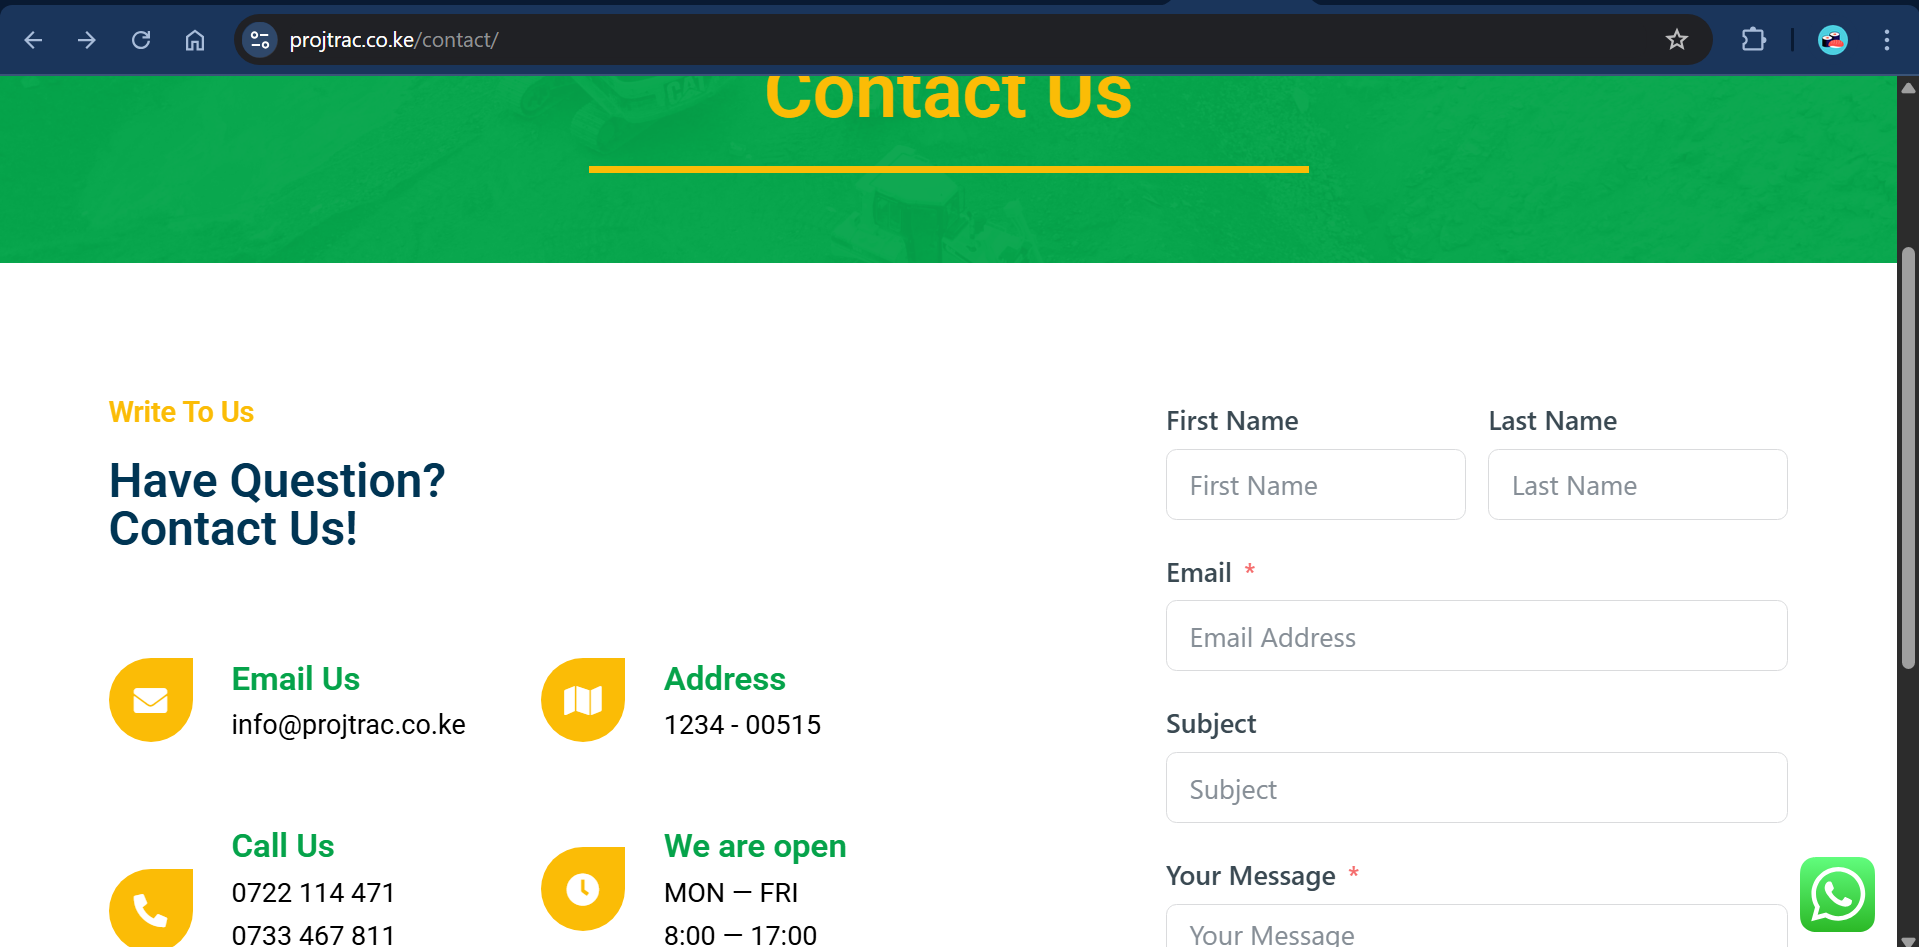 projtrac.co.ke/contact/
Contact Us
Write To Us
Have Question?
Contact Us!
Email Us
info@projtrac.co.ke
Address
1234 - 00515
Call Us
0722 114 471
0733 467 811
We are open
MON — FRI
8:00 — 17:00
First Name
Last Name
First Name
Last Name
Email *
Email Address
Subject
Subject
Your Message *
Your Message